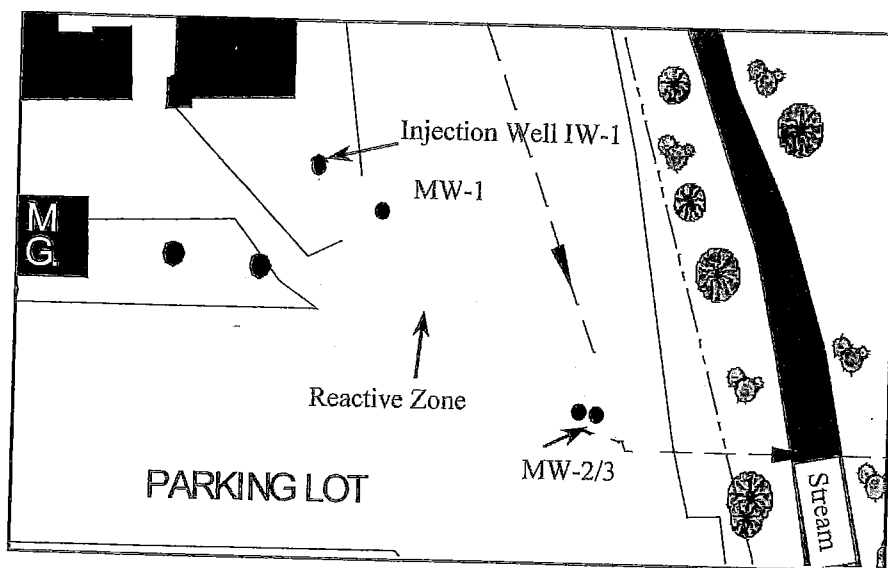 Injection Well IW-1
MW-1
M
G.
Reactive Zone
MW-2/3
PARKING LOT
Stream